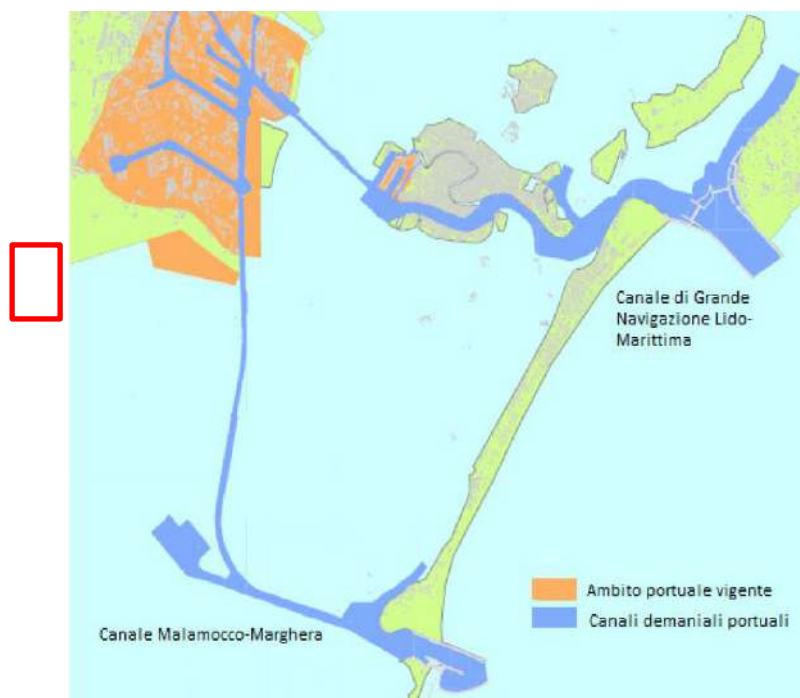 Canale di Grande
Navigazione Lido-
Marittima
Ambito portuale vigente
Canali demaniali portuali
Canale Malamocco-Marghera